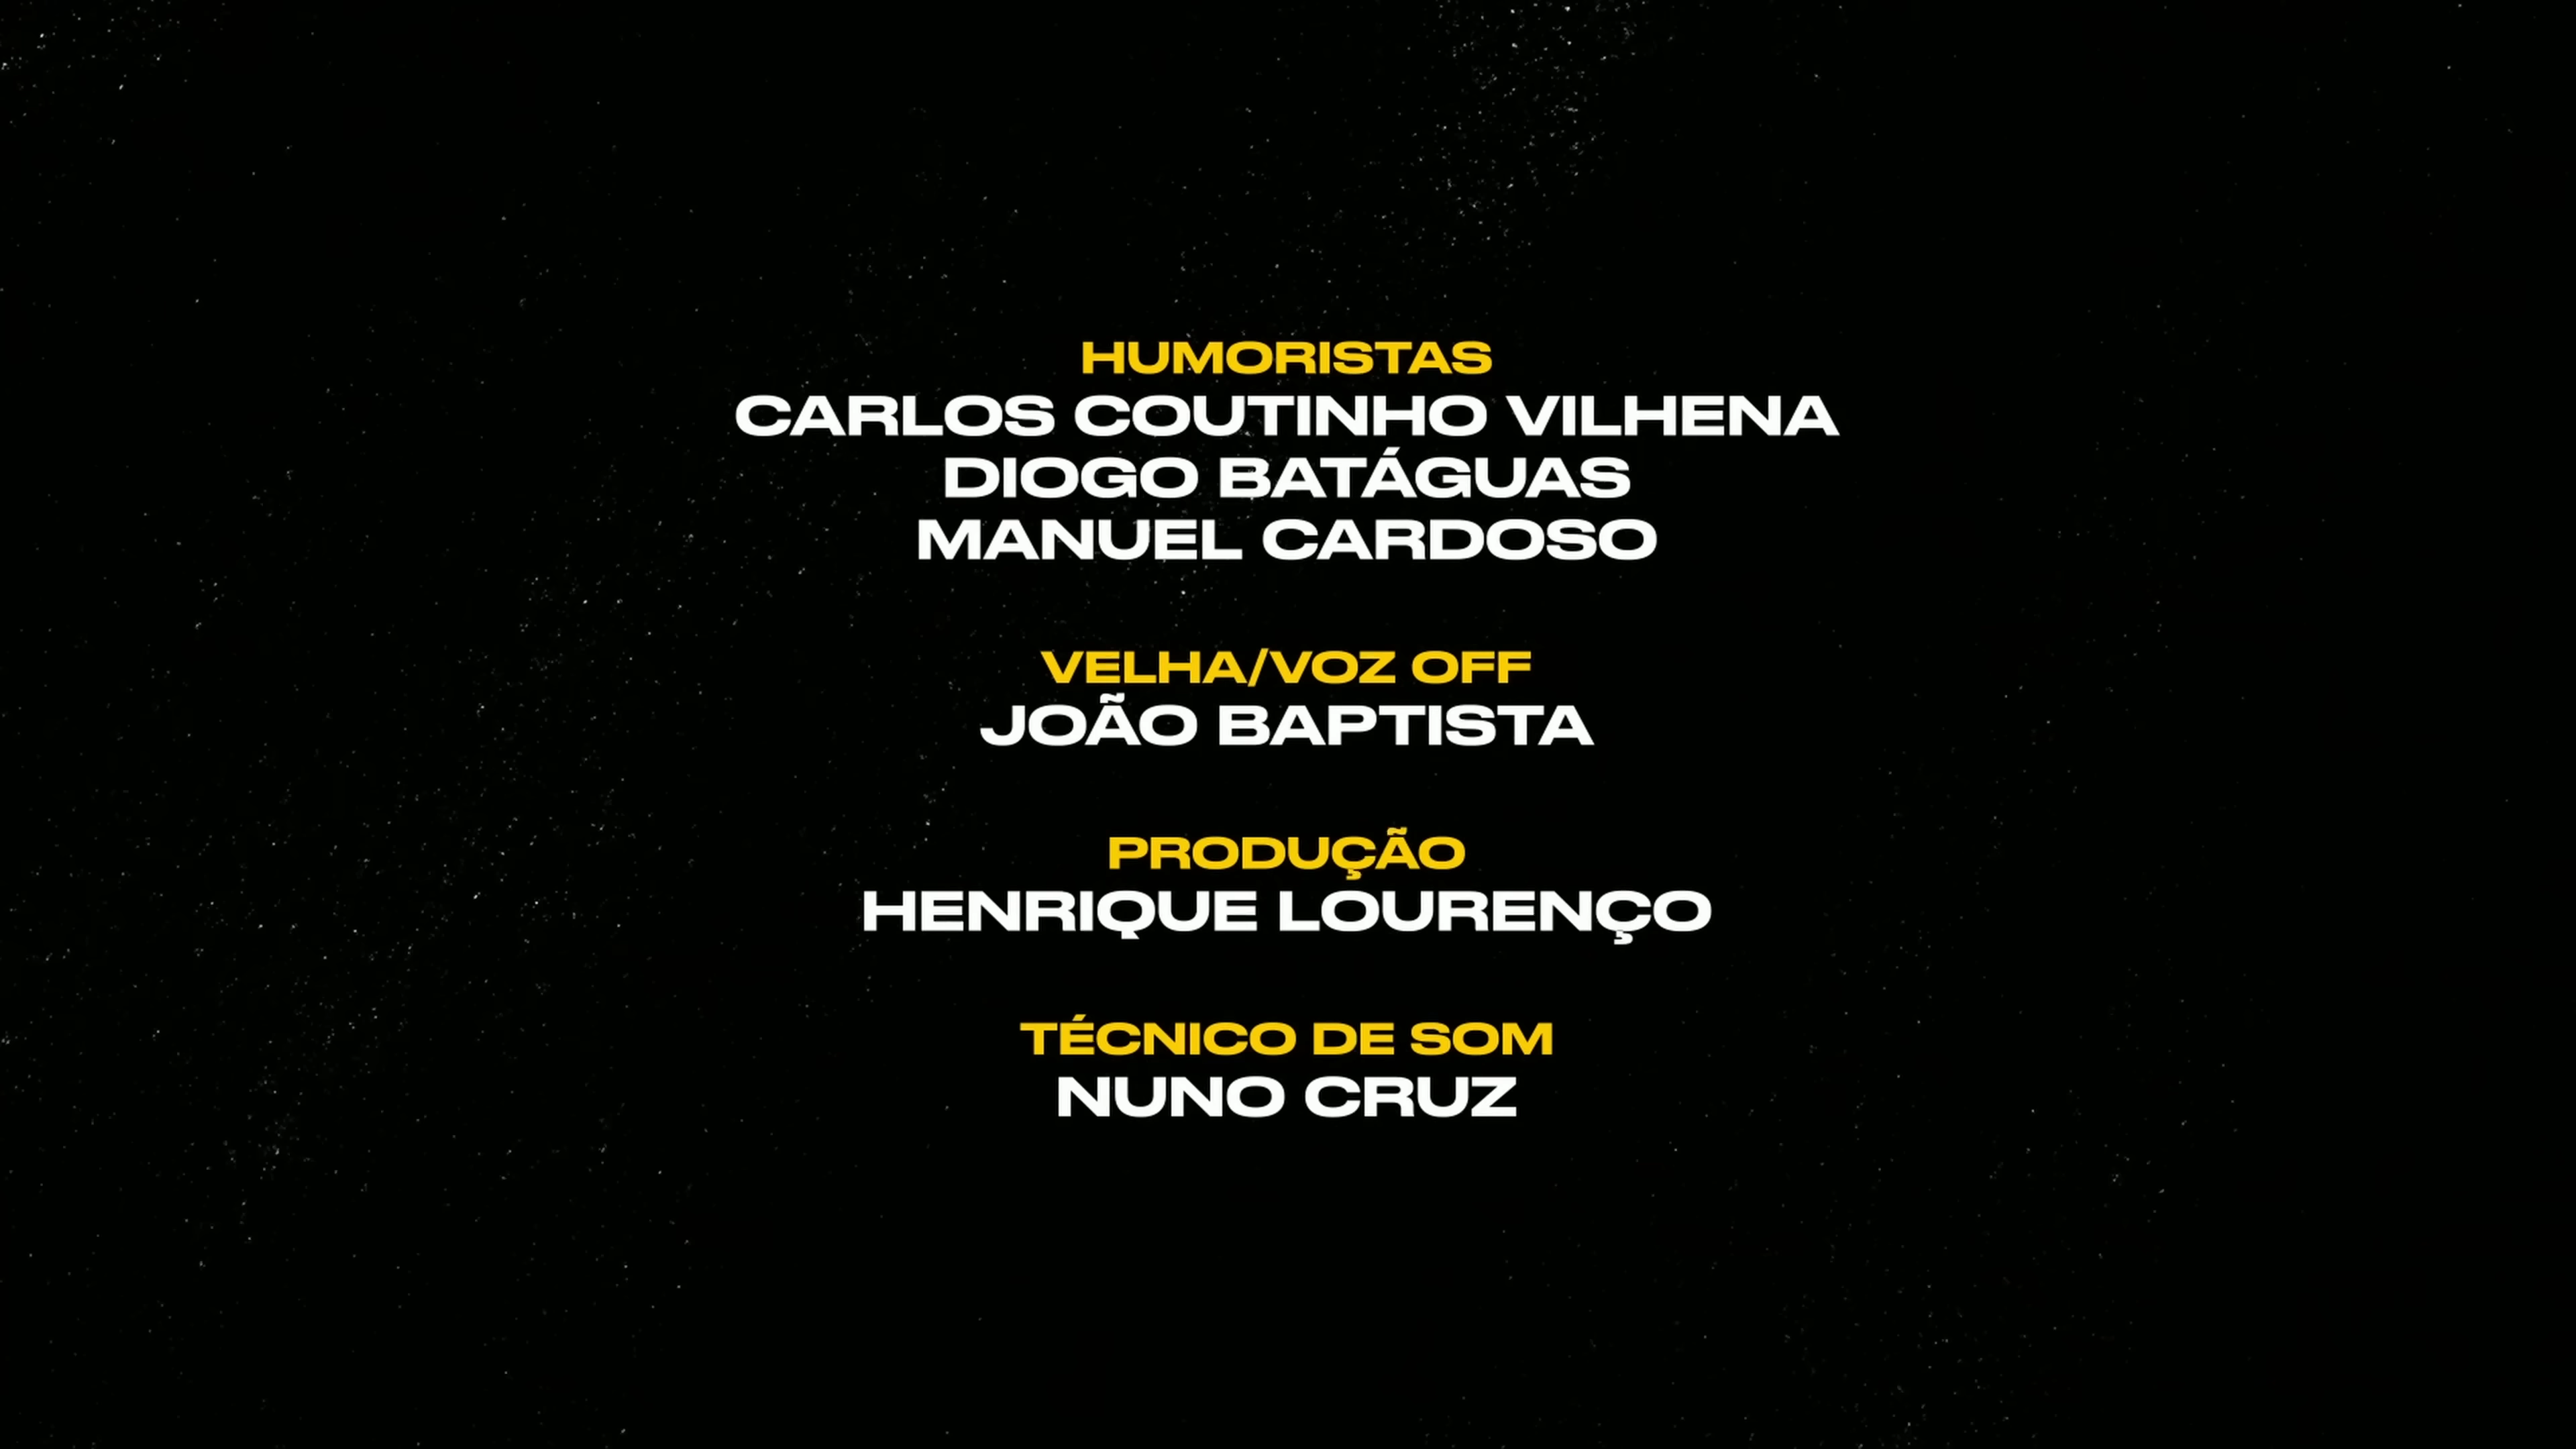 HUMORISTAS
CARLOS COUTINHO VILHENA
DIOGO BATÁGUAS
MANUEL CARDOSO
VELHA/VOZ OFF
JOÃO BAPTISTA
PRODUÇÃO
HENRIQUE LOURENÇO
TÉCNICO DE SOM
NUNO CRUZ